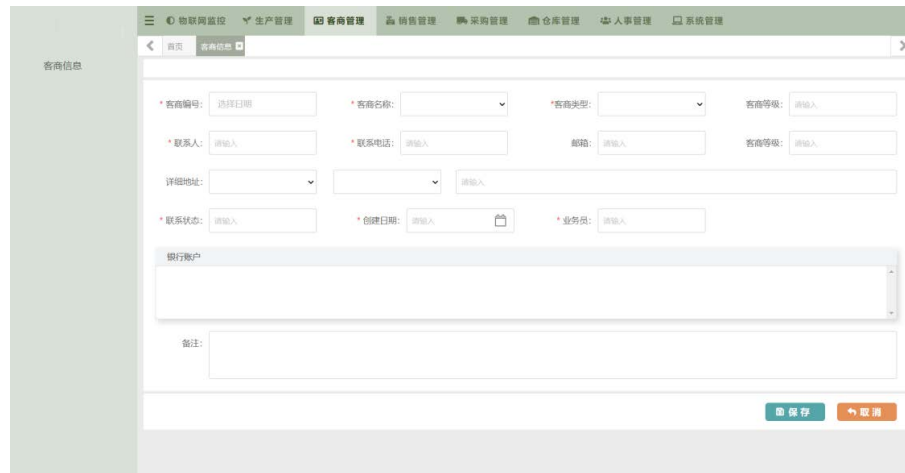 物联网监控 生产管理 客商管理 销售管理 采购管理 仓库管理 人事管理 系统管理
首页 客商信息
客商信息
* 客商编号: 选择日期 * 客商名称: *客商类型: 客商等级: 请输入
* 联系人: 请输入 * 联系电话: 请输入 邮箱: 请输入 客商等级: 请输入
详细地址: 请输入
* 联系状态: 请输入 * 创建日期: 请输入 * 业务员: 请输入
银行账户
备注:
保存 取消